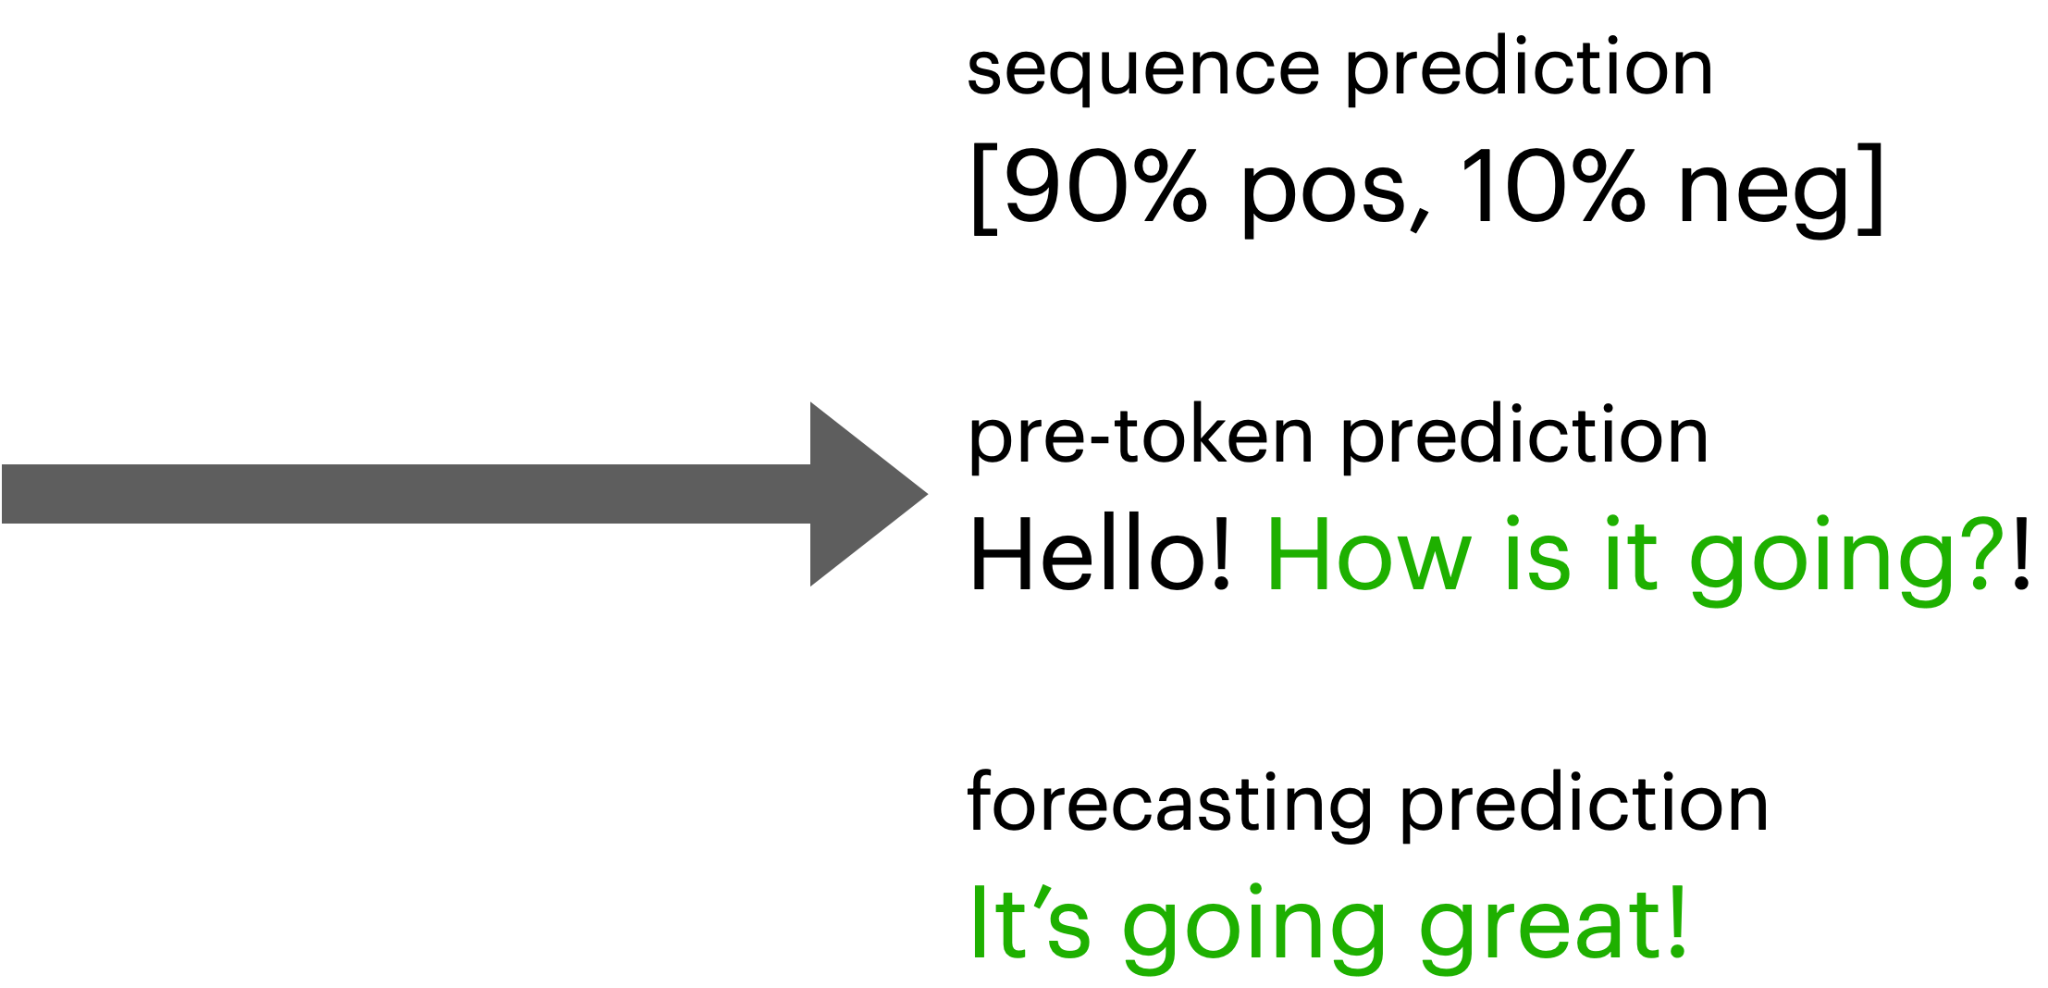 sequence prediction
[90% pos, 10% neg]
pre-token prediction
Hello! How is it going?!
forecasting prediction
It’s going great!